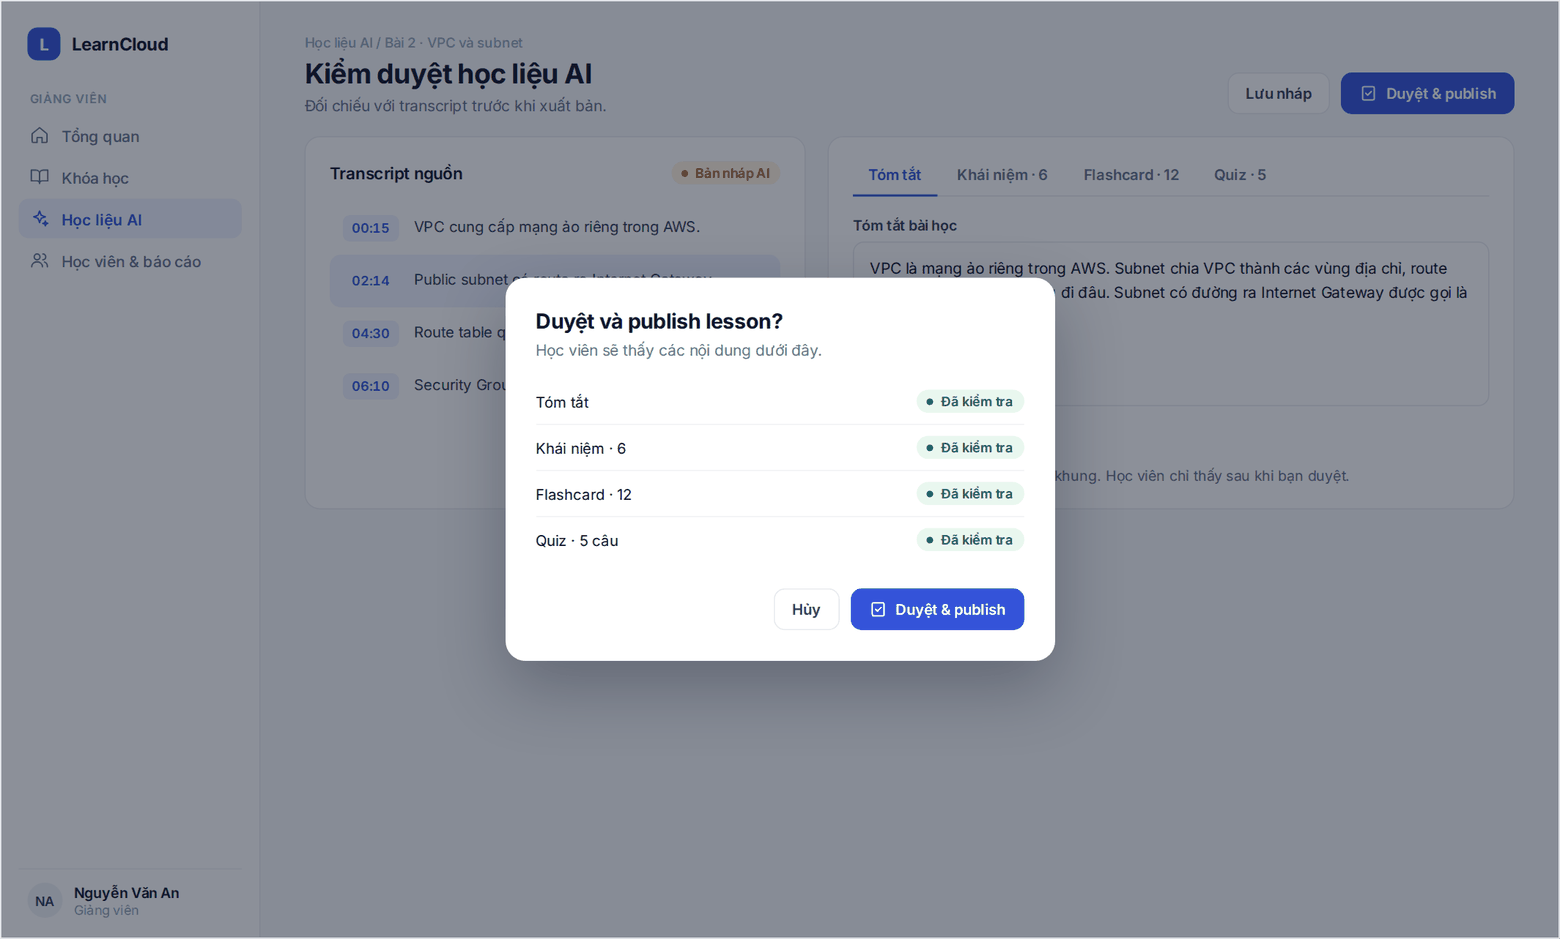 L LearnCloud
GIẢNG VIÊN
Tổng quan
Khóa học
Học liệu AI
Học viên & báo cáo
NA
Nguyễn Văn An
Giảng viên
Học liệu AI / Bài 2 · VPC và subnet
Kiểm duyệt học liệu AI
Đối chiếu với transcript trước khi xuất bản.
Lưu nháp
Duyệt & publish
Transcript nguồn
Bản nháp AI
00:15 VPC cung cấp mạng ảo riêng trong AWS.
02:14 Public subnet có route ra Internet Gateway
04:30 Route table
06:10 Security
Tóm tắt
Khái niệm · 6
Flashcard · 12
Quiz · 5
Tóm tắt bài học
VPC là mạng ảo riêng trong AWS. Subnet chia VPC thành các vùng địa chỉ, route
đi đâu. Subnet có đường ra Internet Gateway được gọi là
khung. Học viên chỉ thấy sau khi bạn duyệt.
Duyệt và publish lesson?
Học viên sẽ thấy các nội dung dưới đây.
Tóm tắt Đã kiểm tra
Khái niệm · 6 Đã kiểm tra
Flashcard · 12 Đã kiểm tra
Quiz · 5 câu Đã kiểm tra
Hủy
Duyệt & publish